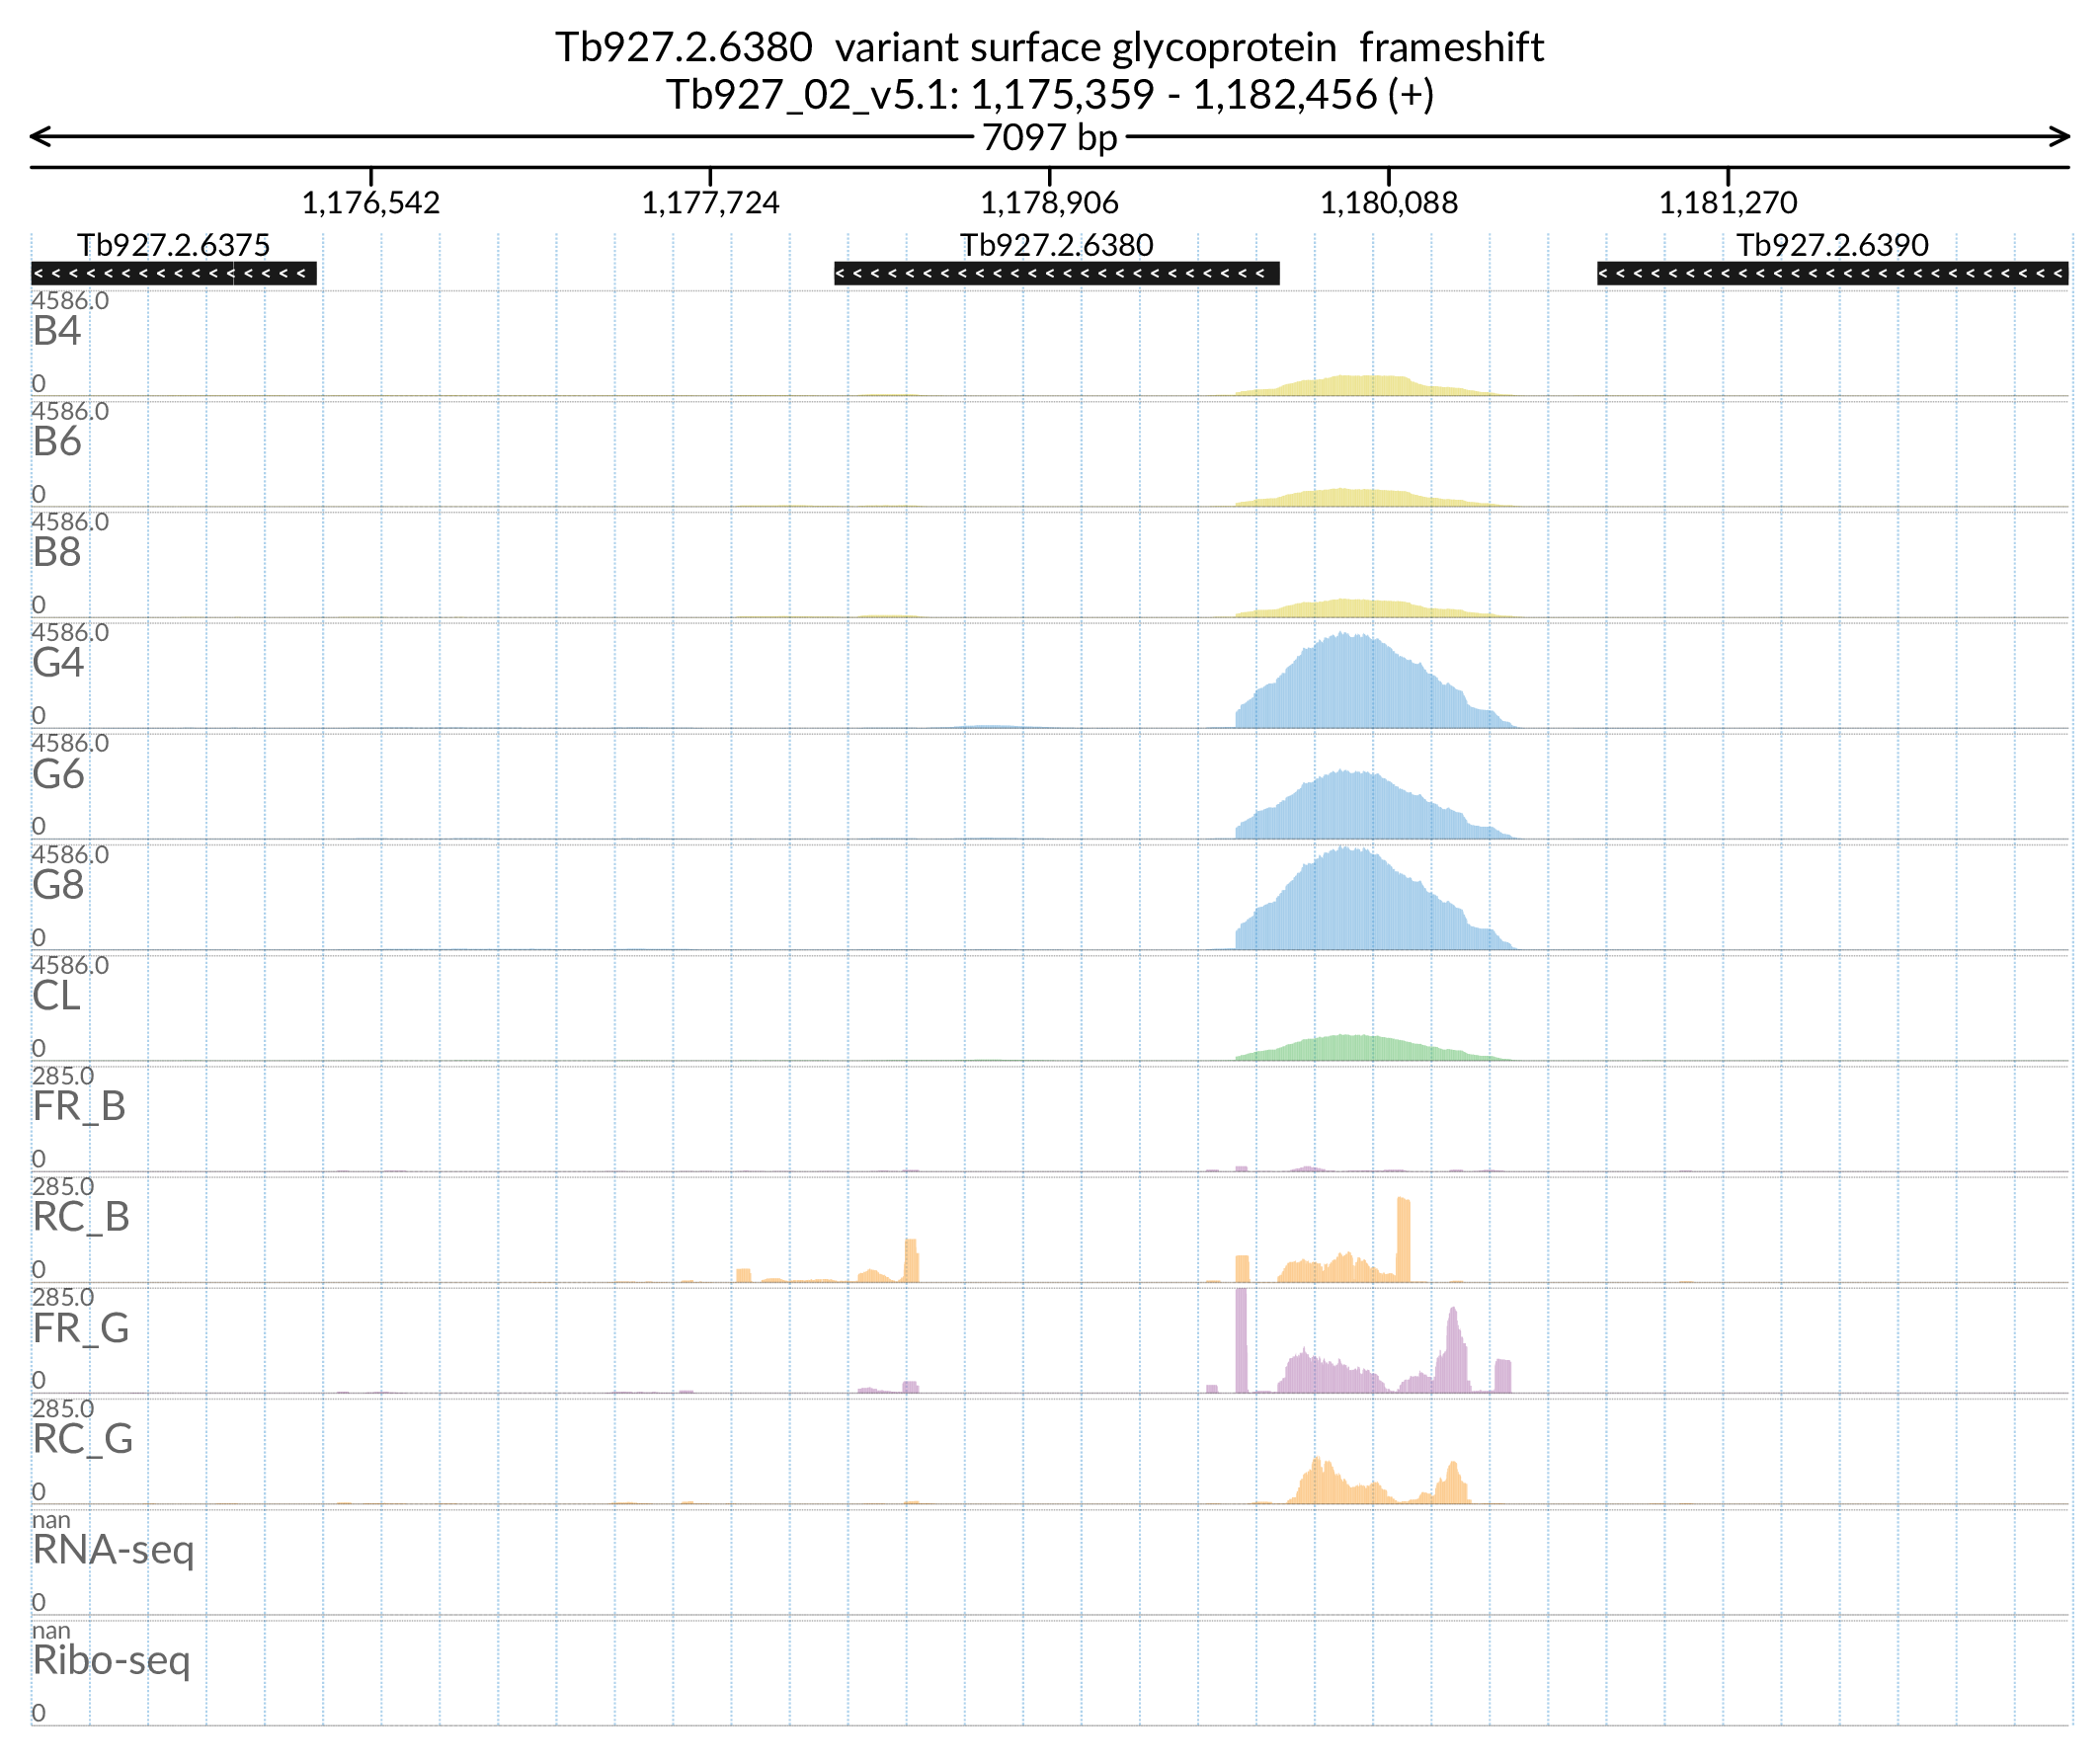 Tb927.2.6380 variant surface glycoprotein frameshift
Tb927_02_v5.1: 1,175,359 - 1,182,456 (+)
7097 bp
1,176,542 1,177,724 1,178,906 1,180,088 1,181,270
Tb927.2.6375 Tb927.2.6380 Tb927.2.6390
4586.0
B4
0
4586.0
B6
0
4586.0
B8
0
4586.0
G4
0
4586.0
G6
0
4586.0
G8
0
4586.0
CL
0
285.0
FR_B
0
285.0
RC_B
0
285.0
FR_G
0
285.0
RC_G
0
nan
RNA-seq
0
nan
Ribo-seq
0